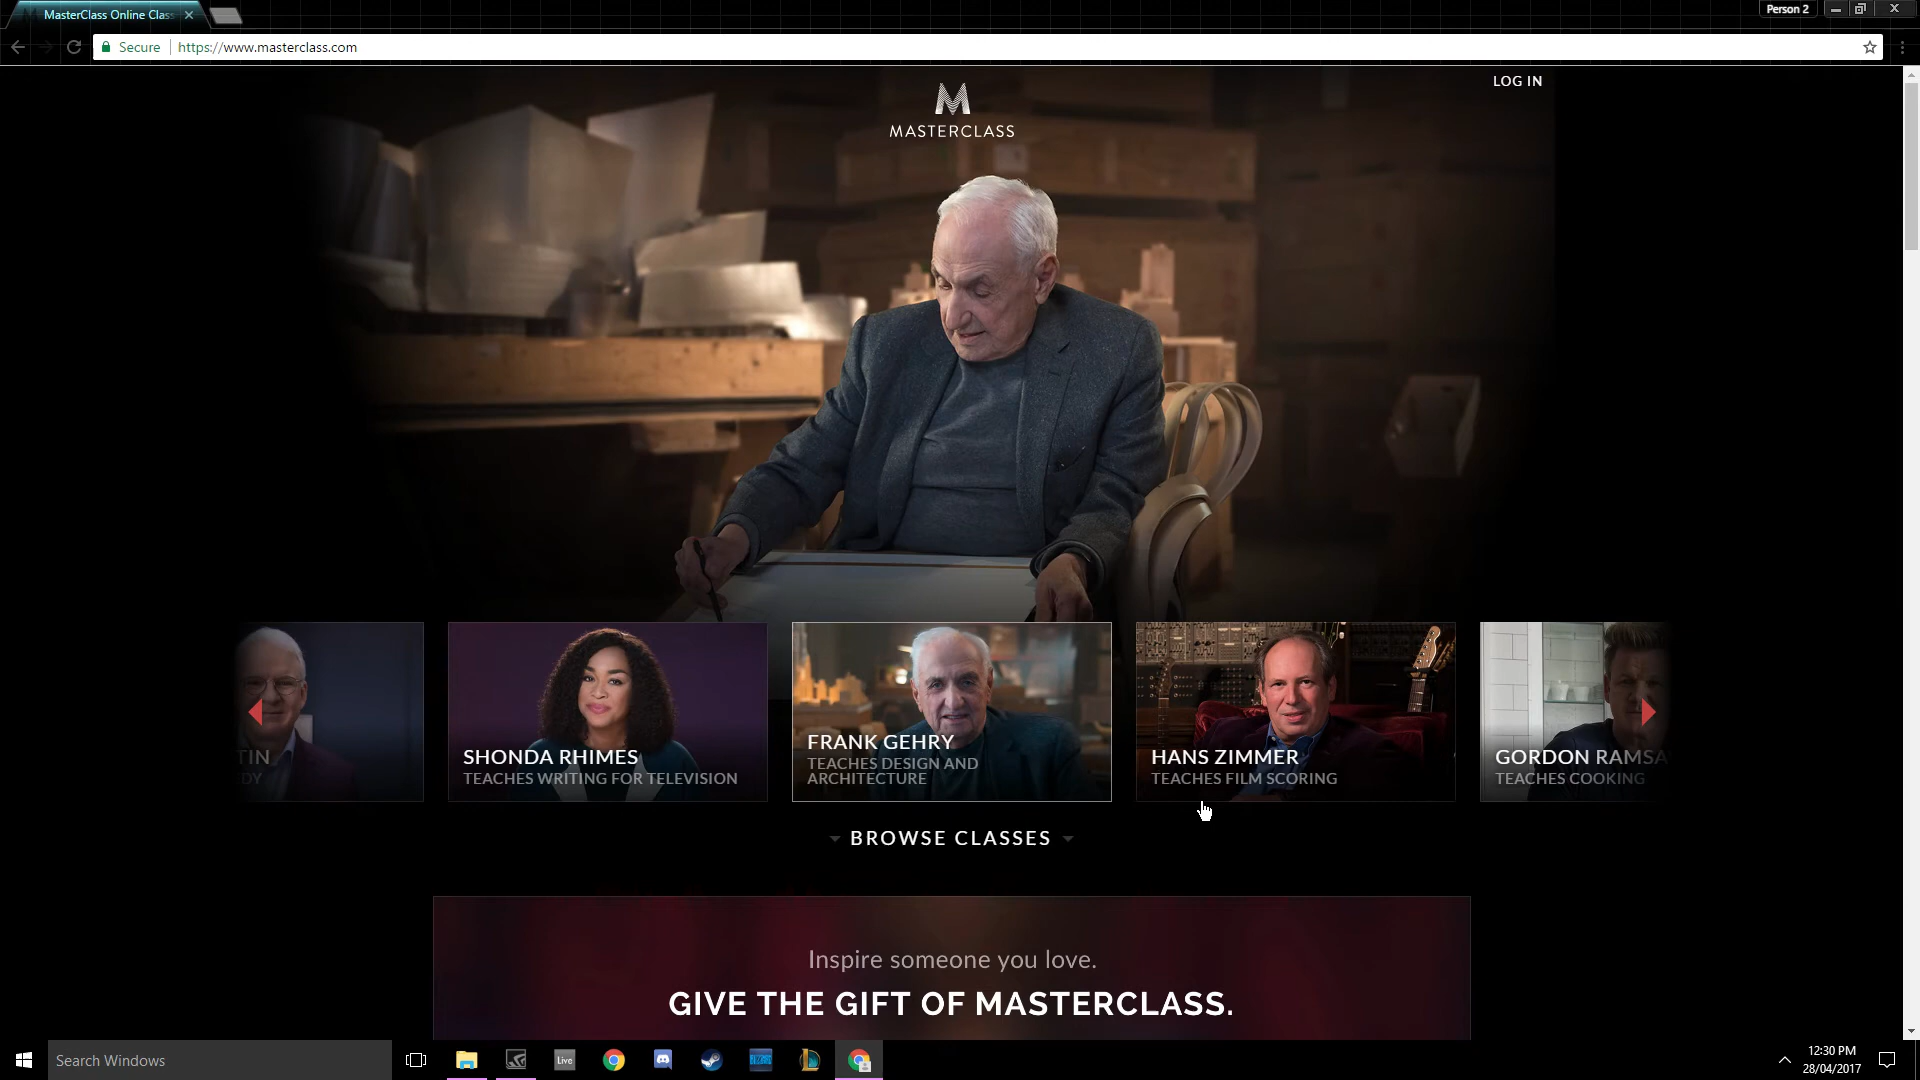 MasterClass Online Clas
Person 2
Secure
https://www.masterclass.com
LOG IN
MASTERCLASS
TIN
DY
SHONDA RHIMES
TEACHES WRITING FOR TELEVISION
FRANK GEHRY
TEACHES DESIGN AND
ARCHITECTURE
HANS ZIMMER
TEACHES FILM SCORING
GORDON RAMSA
TEACHES COOKING
BROWSE CLASSES
Inspire someone you love.
GIVE THE GIFT OF MASTERCLASS.
Search Windows
Live
12:30 PM
28/04/2017